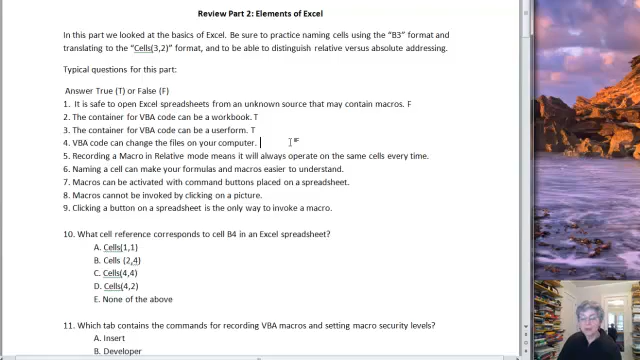 Review Part 2: Elements of Excel
In this part we looked at the basics of Excel. Be sure to practice naming cells using the "B3" format and
translating to the "Cells(3,2)" format, and to be able to distinguish relative versus absolute addressing.
Typical questions for this part:
Answer True (T) or False (F)
1. It is safe to open Excel spreadsheets from an unknown source that may contain macros. F
2. The container for VBA code can be a workbook. T
3. The container for VBA code can be a userform. T
4. VBA code can change the files on your computer.
5. Recording a Macro in Relative mode means it will always operate on the same cells every time.
6. Naming a cell can make your formulas and macros easier to understand.
7. Macros can be activated with command buttons placed on a spreadsheet.
8. Macros cannot be invoked by clicking on a picture.
9. Clicking a button on a spreadsheet is the only way to invoke a macro.
10. What cell reference corresponds to cell B4 in an Excel spreadsheet?
A. Cells(1,1)
B. Cells (2,4)
C. Cells(4,4)
D. Cells(4,2)
E. None of the above
11. Which tab contains the commands for recording VBA macros and setting macro security levels?
A. Insert
B. Developer